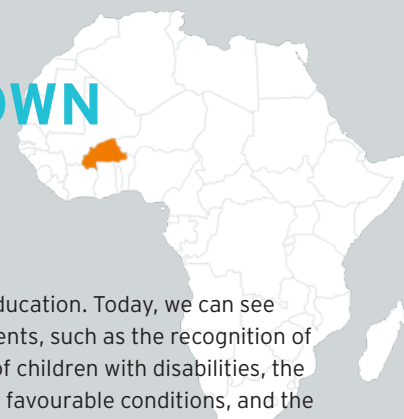 OWN
ducation. Today, we can see
ents, such as the recognition of
of children with disabilities, the
favourable conditions, and the